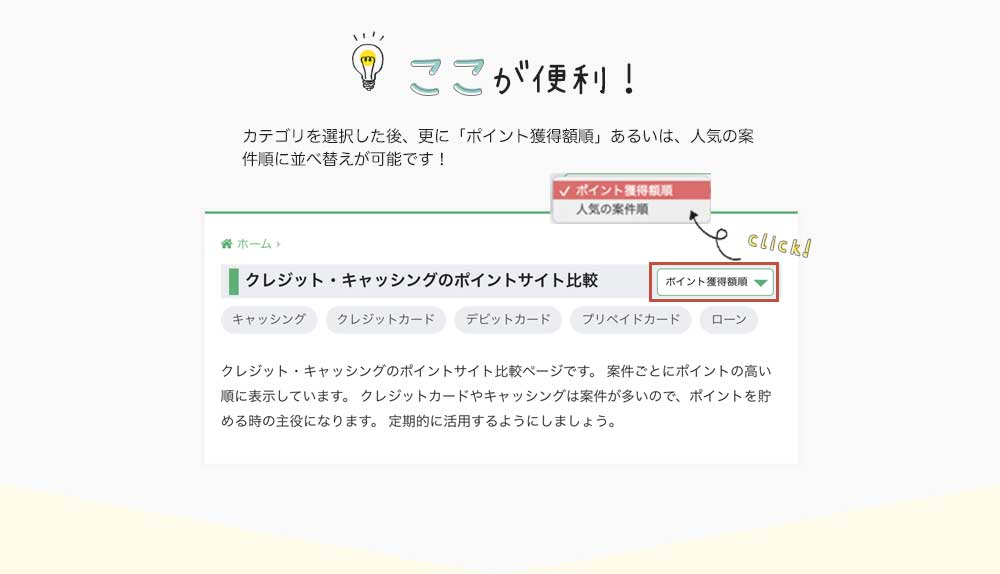 ここが便利！
カテゴリを選択した後、更に「ポイント獲得額順」あるいは、人気の案
件順に並べ替えが可能です！
✓ ポイント獲得額順
人気の案件順
click!
ホーム ›
クレジット・キャッシングのポイントサイト比較
ポイント獲得額順
キャッシング クレジットカード デビットカード プリペイドカード ローン
クレジット・キャッシングのポイントサイト比較ページです。 案件ごとにポイントの高い
順に表示しています。 クレジットカードやキャッシングは案件が多いので、ポイントを貯
める時の主役になります。 定期的に活用するようにしましょう。